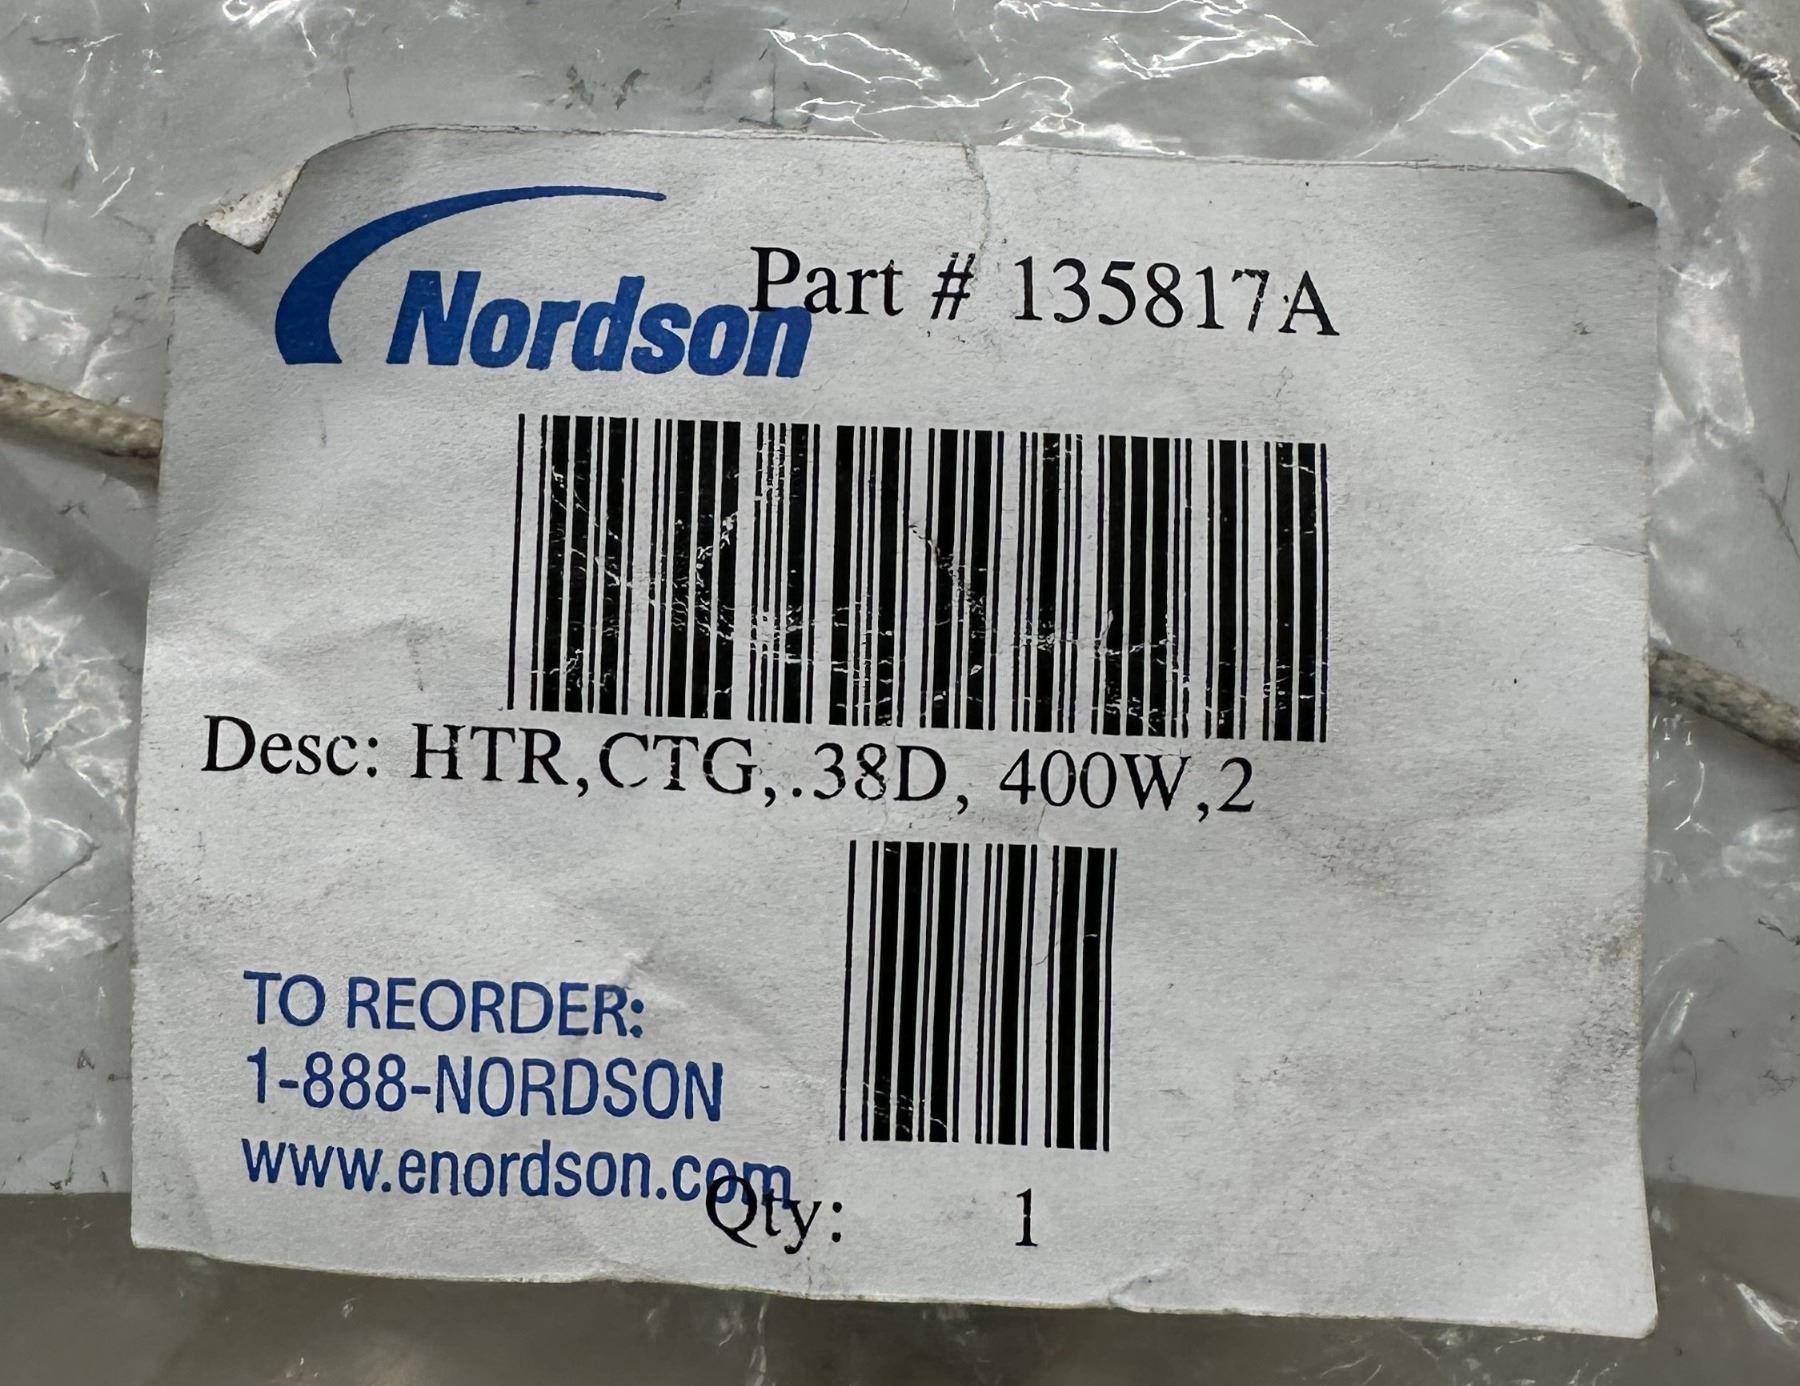 Nordson
Part # 135817A
Desc: HTR,CTG,.38D, 400W,2
TO REORDER:
1-888-NORDSON
www.enordson.com
Qty: 1